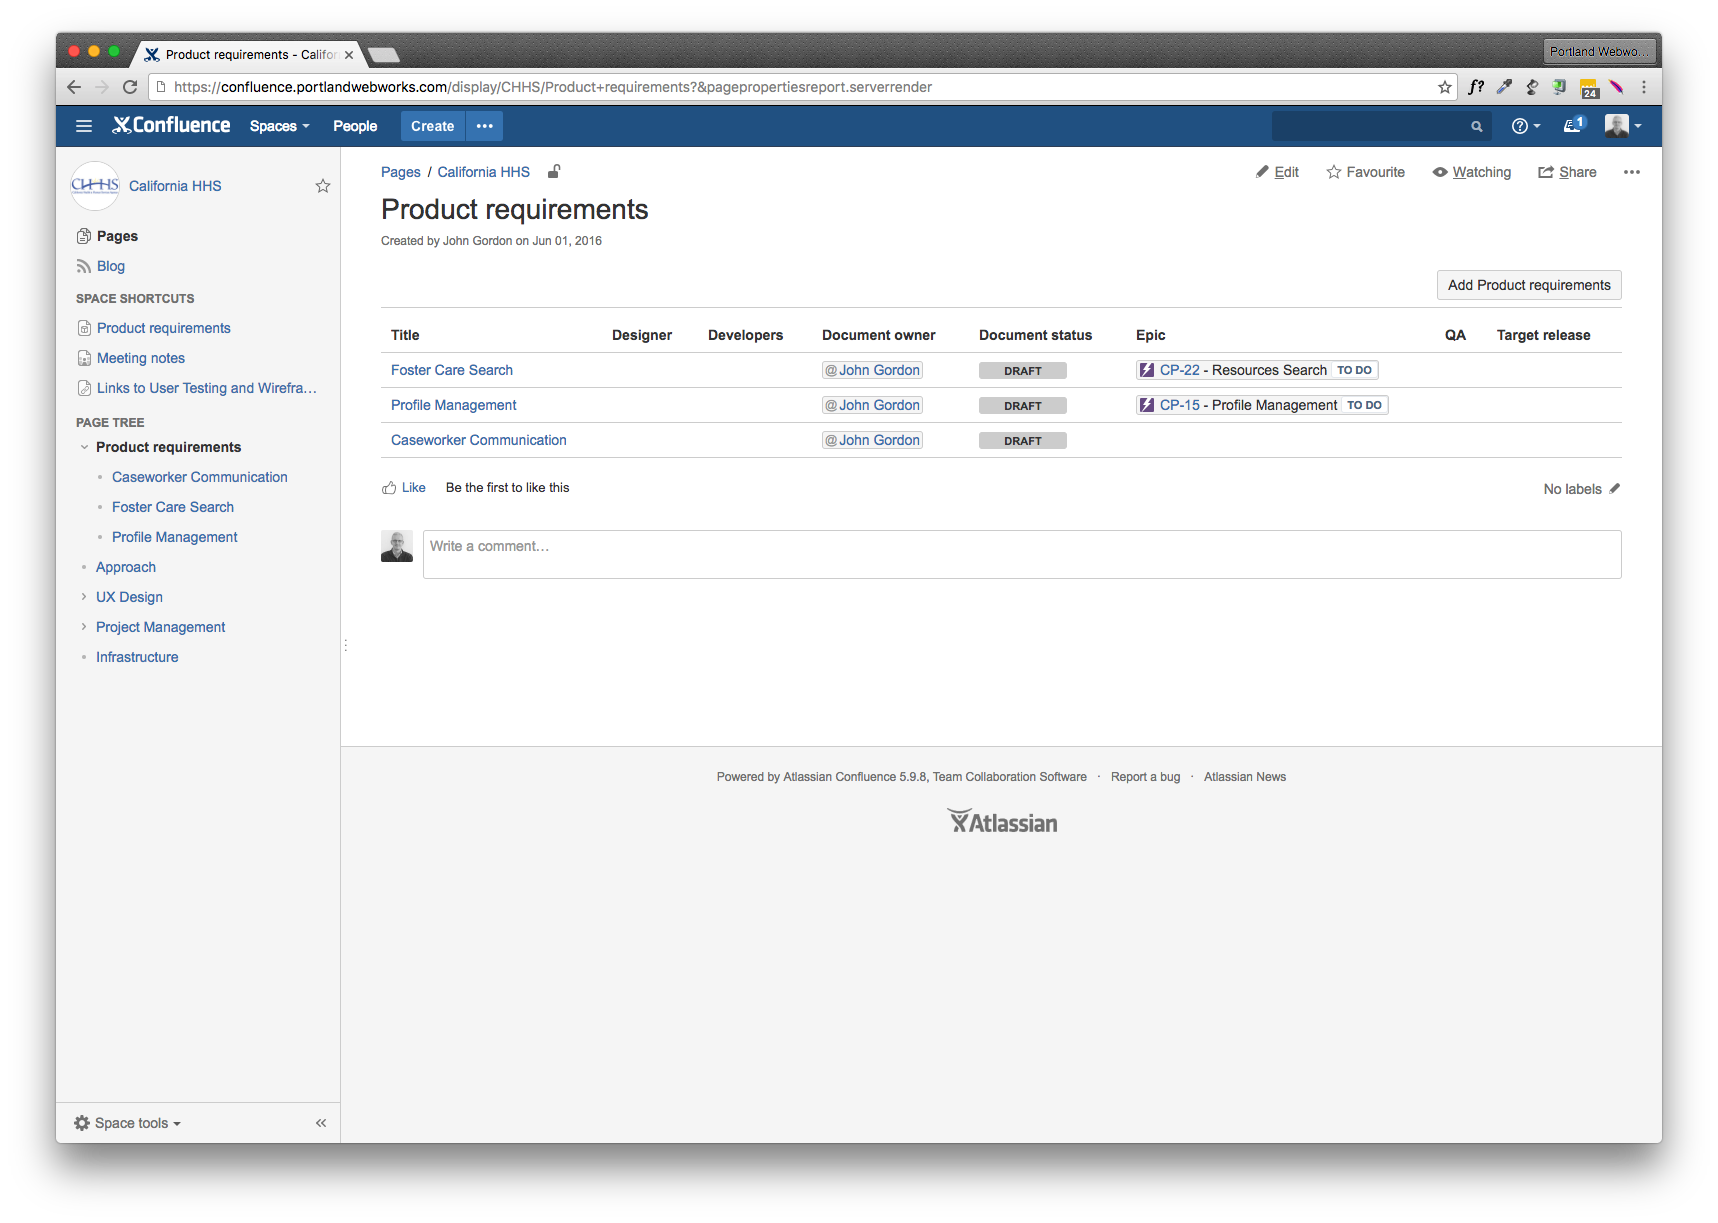 Product requirements - Califor
Portland Webwo...
https://confluence.portlandwebworks.com/display/CHHS/Product+requirements?&pagepropertiesreport.serverrender
f?
24
Confluence Spaces People Create
1
CHHS
California HHS
Pages
Blog
SPACE SHORTCUTS
Product requirements
Meeting notes
Links to User Testing and Wirefra...
PAGE TREE
Product requirements
Caseworker Communication
Foster Care Search
Profile Management
Approach
UX Design
Project Management
Infrastructure
Space tools
Pages / California HHS
Edit Favourite Watching Share
Product requirements
Created by John Gordon on Jun 01, 2016
Add Product requirements
Title Designer Developers Document owner Document status Epic QA Target release
Foster Care Search @John Gordon DRAFT CP-22 - Resources Search TO DO
Profile Management @John Gordon DRAFT CP-15 - Profile Management TO DO
Caseworker Communication @John Gordon DRAFT
Like Be the first to like this
No labels
Write a comment...
Powered by Atlassian Confluence 5.9.8, Team Collaboration Software · Report a bug · Atlassian News
Atlassian